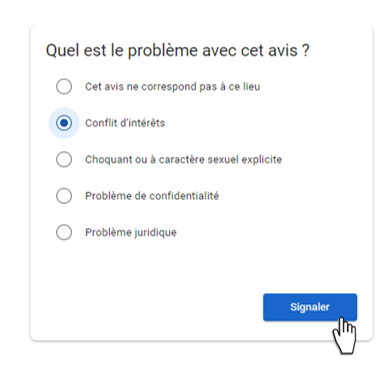 Quel est le problème avec cet avis ?
Cet avis ne correspond pas à ce lieu
Conflit d'intérêts
Choquant ou à caractère sexuel explicite
Problème de confidentialité
Problème juridique
Signaler